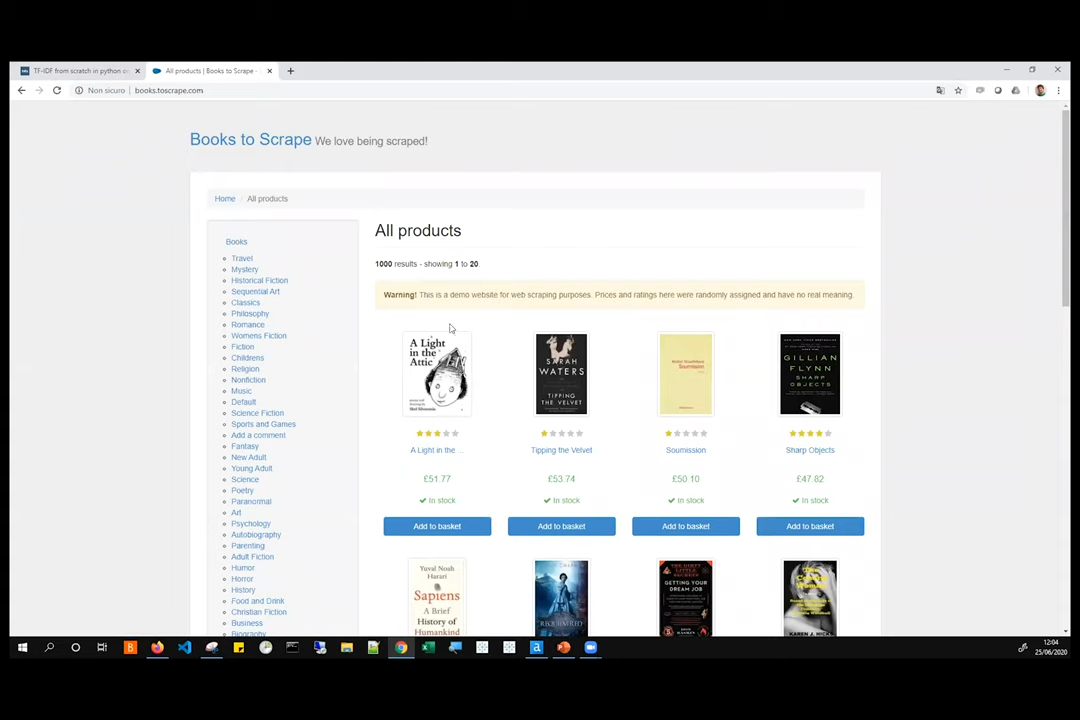 TF-IDF from scratch in python o
All products | Books to Scrape -
Non sicuro | books.toscrape.com
Books to Scrape We love being scraped!
Home / All products
Books
Travel
Mystery
Historical Fiction
Sequential Art
Classics
Philosophy
Romance
Womens Fiction
Fiction
Childrens
Religion
Nonfiction
Music
Default
Science Fiction
Sports and Games
Add a comment
Fantasy
New Adult
Young Adult
Science
Poetry
Paranormal
Art
Psychology
Autobiography
Parenting
Adult Fiction
Humor
Horror
History
Food and Drink
Christian Fiction
Business
Biography
All products
1000 results - showing 1 to 20
Warning! This is a demo website for web scraping purposes. Prices and ratings here were randomly assigned and have no real meaning.
A Light
in the
Attic
SARAH
WATERS
TIPPING
THE VELVET
Soumission
GILLIAN
FLYNN
SHARP
OBJECTS
A Light in the ...
Tipping the Velvet
Soumission
Sharp Objects
£51.77
£53.74
£50.10
£47.82
In stock
In stock
In stock
In stock
Add to basket
Add to basket
Add to basket
Add to basket
Yuval Noah
Harari
Sapiens
A Brief
History of
Humankind
GETTING YOUR
DREAM JOB
12:04
25/06/2020